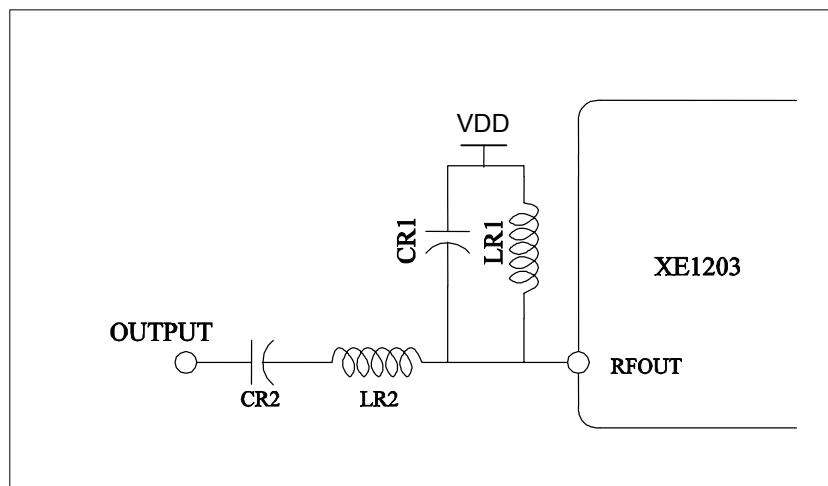 VDD
CR1
LR1
XE1203
OUTPUT
RFOUT
CR2
LR2